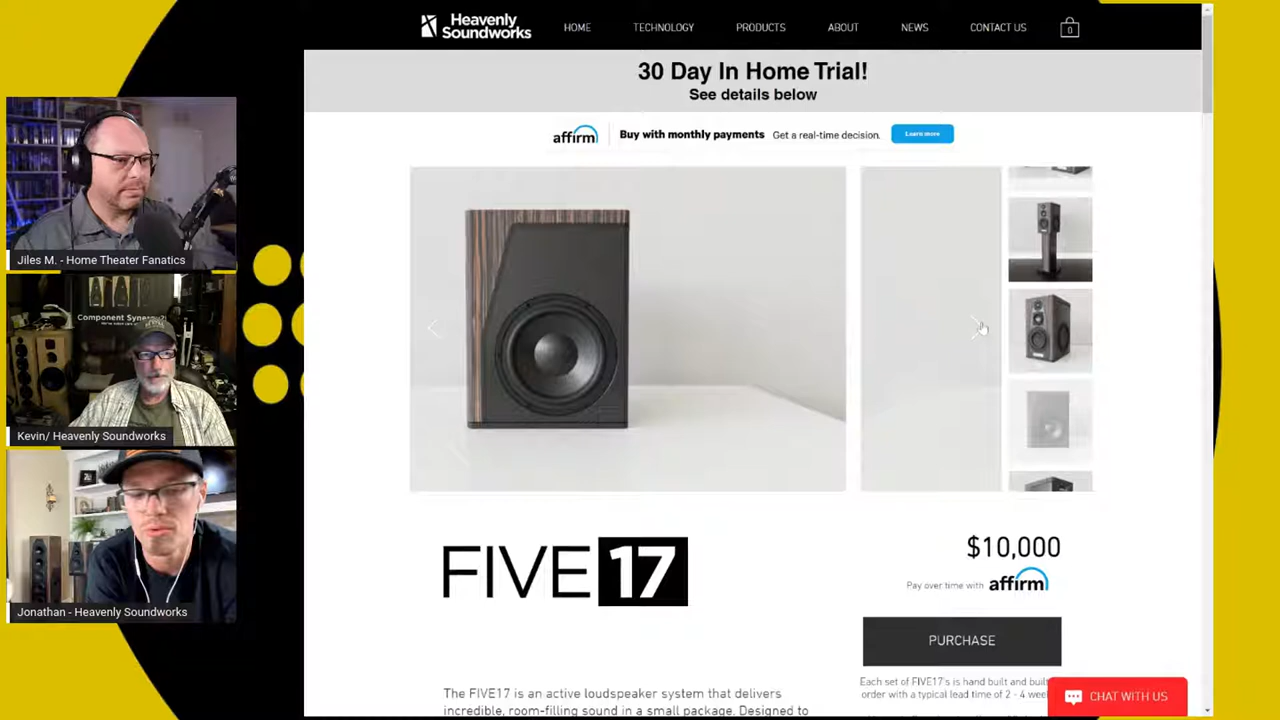 Heavenly
Soundworks
HOME
TECHNOLOGY
PRODUCTS
ABOUT
NEWS
CONTACT US
0
30 Day In Home Trial!
See details below
affirm
Buy with monthly payments
Get a real-time decision.
Learn more
Jiles M. - Home Theater Fanatics
Component Synergy
Kevin/ Heavenly Soundworks
Jonathan - Heavenly Soundworks
FIVE17
$10,000
Pay over time with affirm
PURCHASE
The FIVE17 is an active loudspeaker system that delivers
incredible, room-filling sound in a small package. Designed to
Each set of FIVE17's is hand built and built
order with a typical lead time of 2 - 4
CHAT WITH US